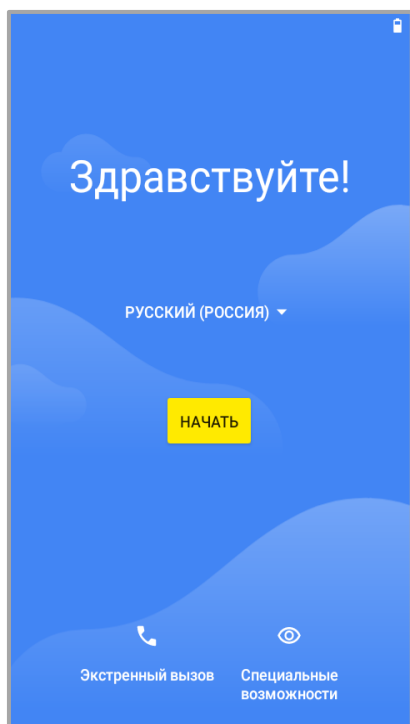 Здравствуйте!
РУССКИЙ (РОССИЯ)
НАЧАТЬ
Экстренный вызов
Специальные
возможности